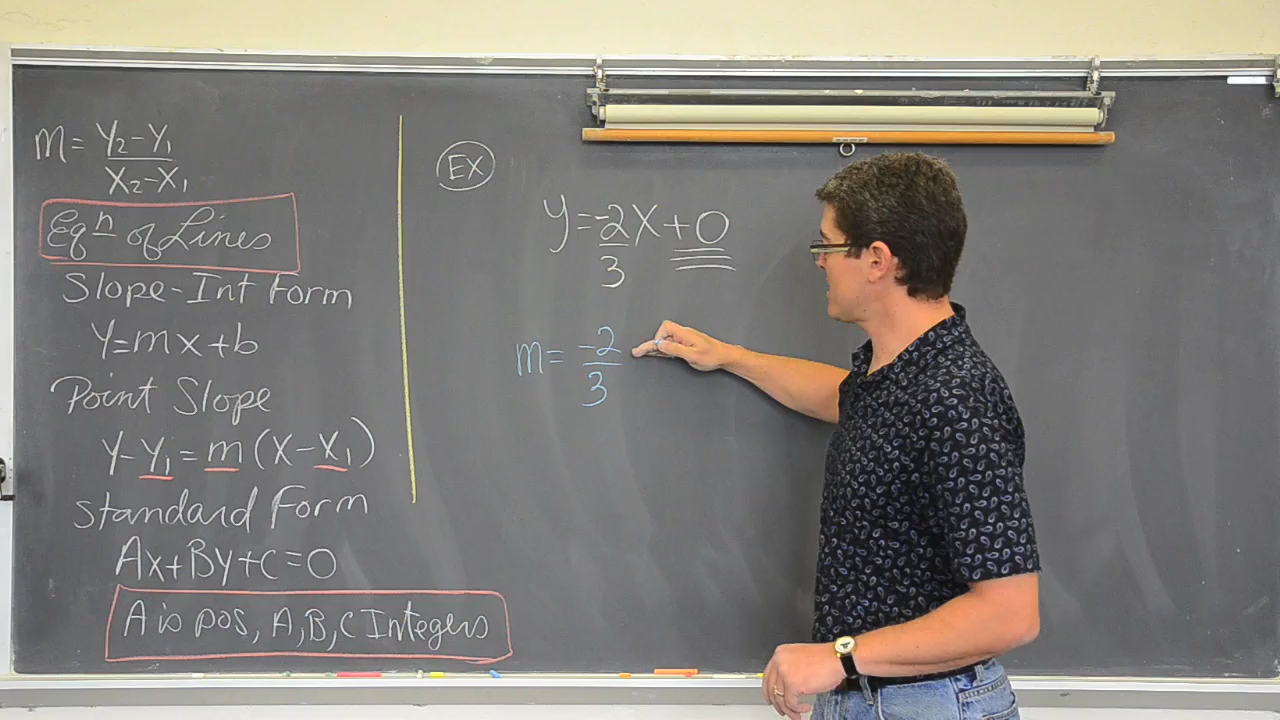 m = Y₂-Y₁
X₂-X₁
Eqn of Lines
Slope-Int Form
Y=mx+b
Point Slope
Y-Y₁=m(X-X₁)
standard Form
Ax+By+C=0
A is pos, A,B,C Integers
EX
y=-2X+0
3
m= -2
3